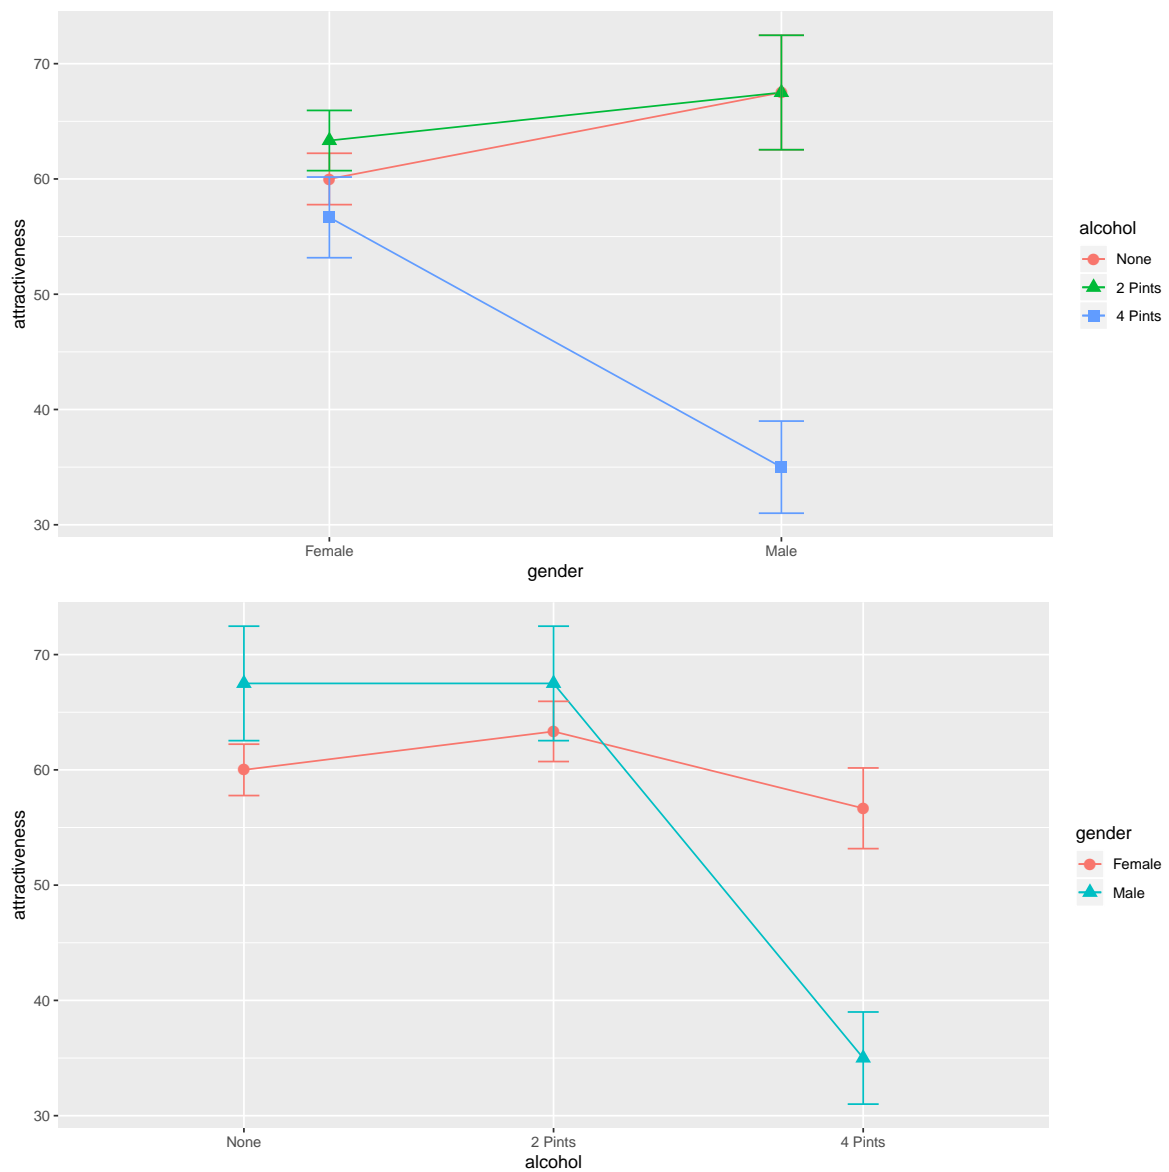 70
60
50
40
30
attractiveness
Female Male
gender
alcohol
None
2 Pints
4 Pints
70
60
50
40
30
attractiveness
None 2 Pints 4 Pints
alcohol
gender
Female
Male